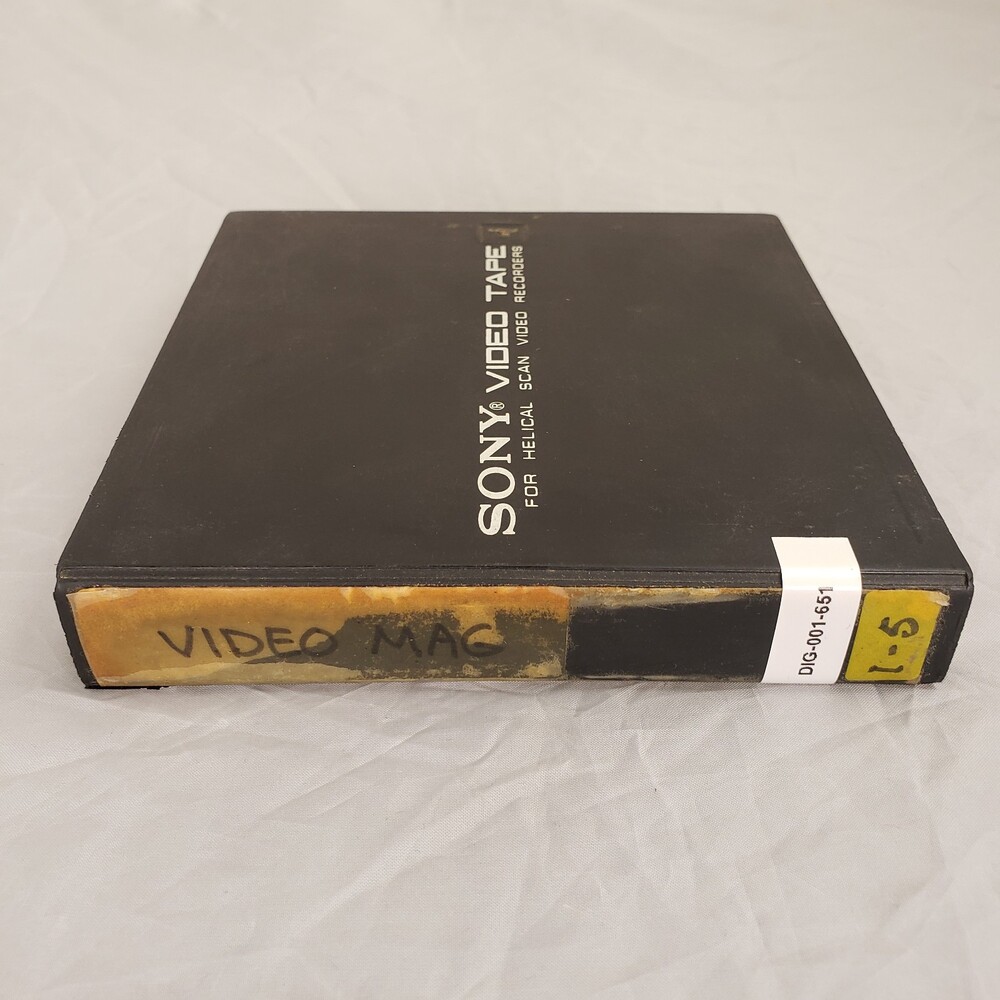 SONY® VIDEO TAPE
FOR HELICAL SCAN VIDEO RECORDERS
VIDEO MAG
DIG-001-651
1-5